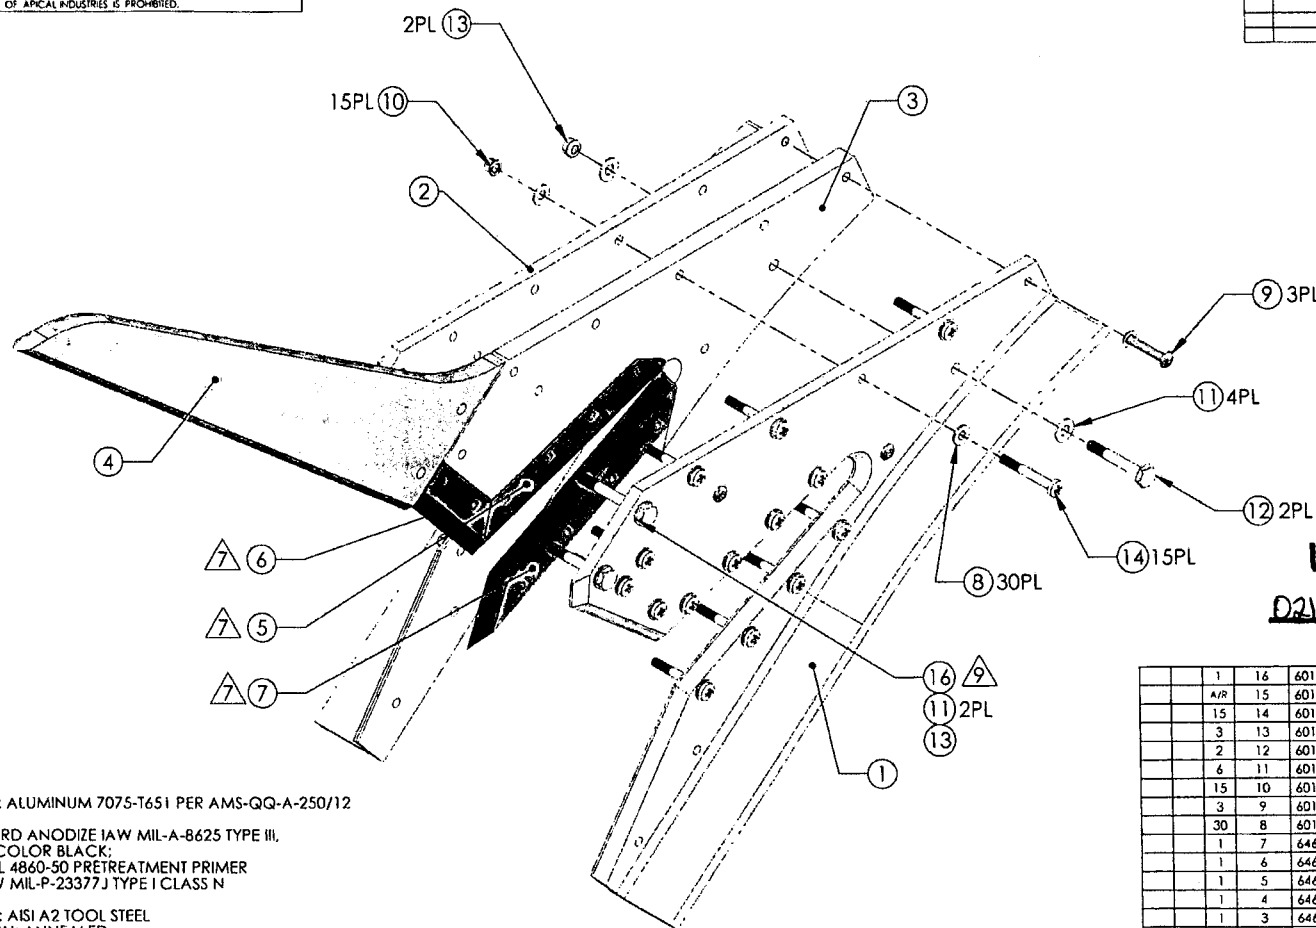 OF APICAL INDUSTRIES IS PROHIBITED.
2PL 13
15PL 10
3
2
9 3PL
11 4PL
4
12 2PL
14 15PL
8 30PL
7 6
7 5
7 7
16 9
11 2PL
13
1
D21
ALUMINUM 7075-T651 PER AMS-QQ-A-250/12
RD ANODIZE IAW MIL-A-8625 TYPE III,
COLOR BLACK;
L 4860-50 PRETREATMENT PRIMER
MIL-P-23377J TYPE I CLASS N
: AISI A2 TOOL STEEL
1 16 601
A/R 15 601
15 14 601
3 13 601
2 12 601
6 11 601
15 10 601
3 9 601
30 8 601
1 7 646
1 6 646
1 5 646
1 4 646
1 3 646